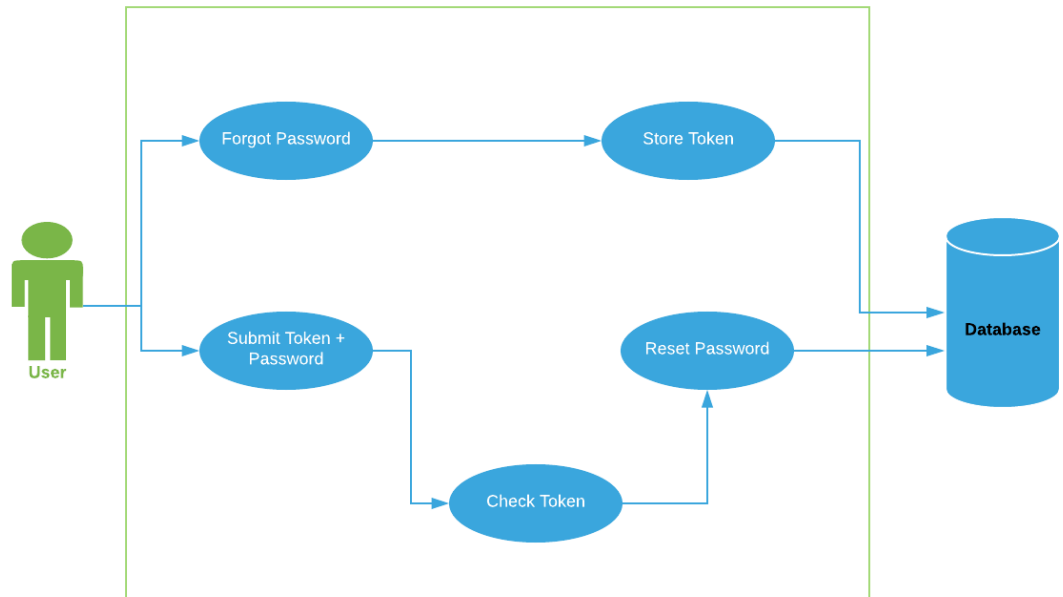 Forgot Password
Store Token
User
Submit Token +
Password
Reset Password
Database
Check Token